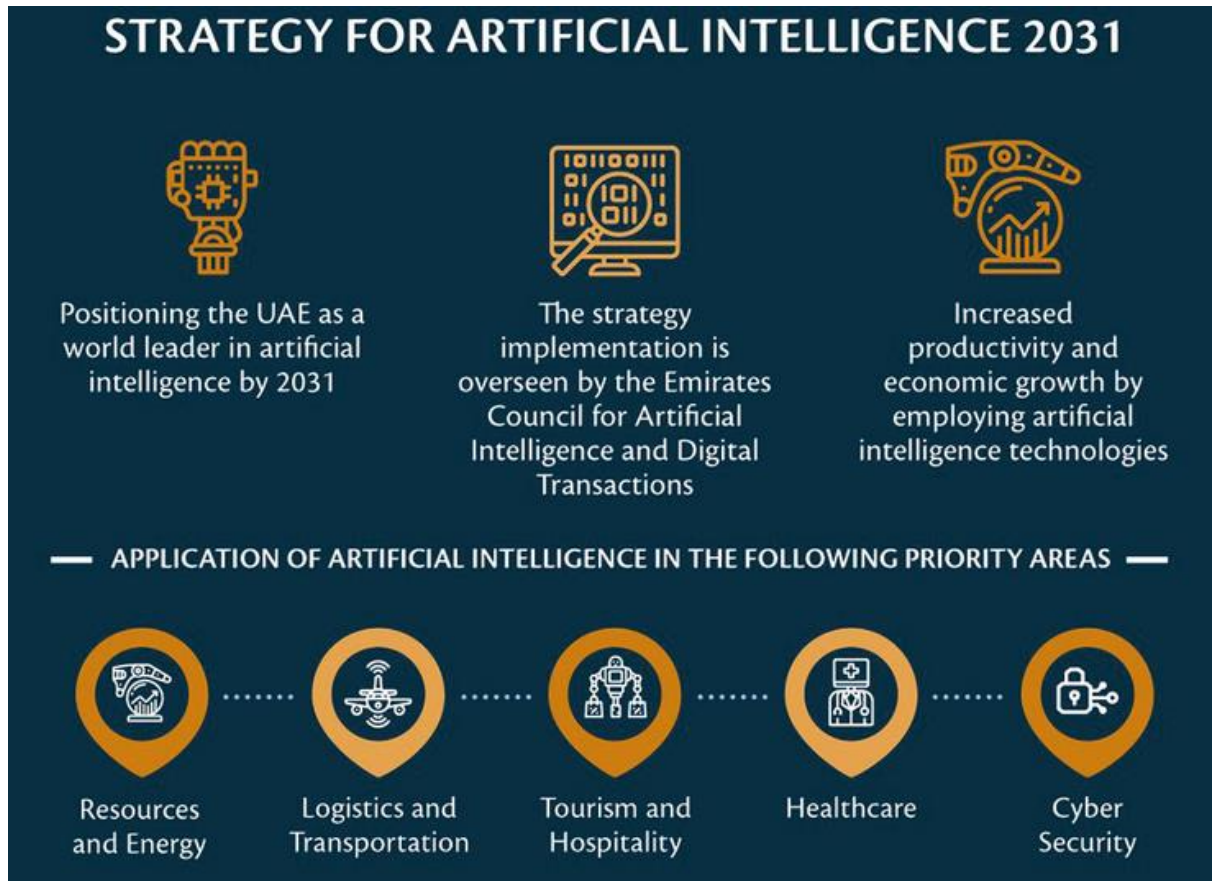 STRATEGY FOR ARTIFICIAL INTELLIGENCE 2031
Positioning the UAE as a
world leader in artificial
intelligence by 2031
The strategy
implementation is
overseen by the Emirates
Council for Artificial
Intelligence and Digital
Transactions
Increased
productivity and
economic growth by
employing artificial
intelligence technologies
APPLICATION OF ARTIFICIAL INTELLIGENCE IN THE FOLLOWING PRIORITY AREAS
Resources
and Energy
Logistics and
Transportation
Tourism and
Hospitality
Healthcare
Cyber
Security